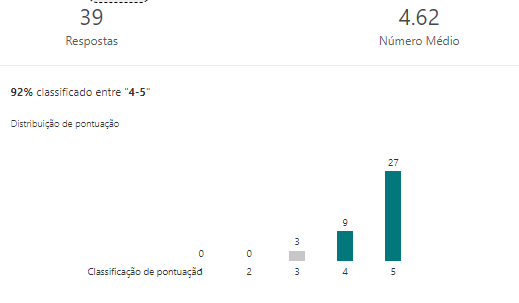 39 4.62
Respostas Número Médio
92% classificado entre "4-5"
Distribuição de pontuação
27
9
3
0 0
Classificação de pontuação 1 2 3 4 5